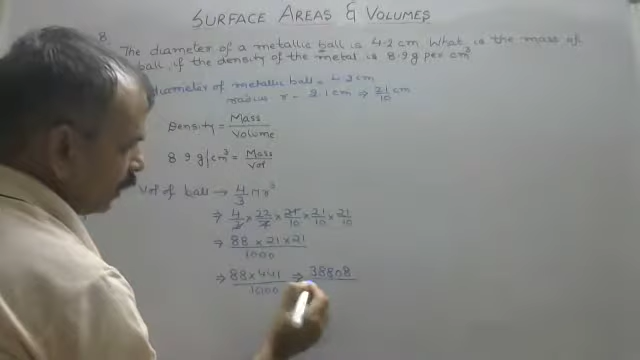 SURFACE AREAS & VOLUMES
8. The diameter of a metallic ball is 4.2 cm. What is the mass of
ball, if the density of the metal is 8.9 g per cm³
diameter of metallic ball = 4.2 cm
radius r = 2.1 cm ⇒ 21/10 cm
Density = Mass/Volume
8.9 g/cm³ = Mass/Vol
Vol of ball → 4/3 πr³
⇒ 4/3 × 22/7 × 21/10 × 21/10 × 21/10
⇒ 88 × 21 × 21/1000
⇒ 88 × 441/1000 ⇒ 38808